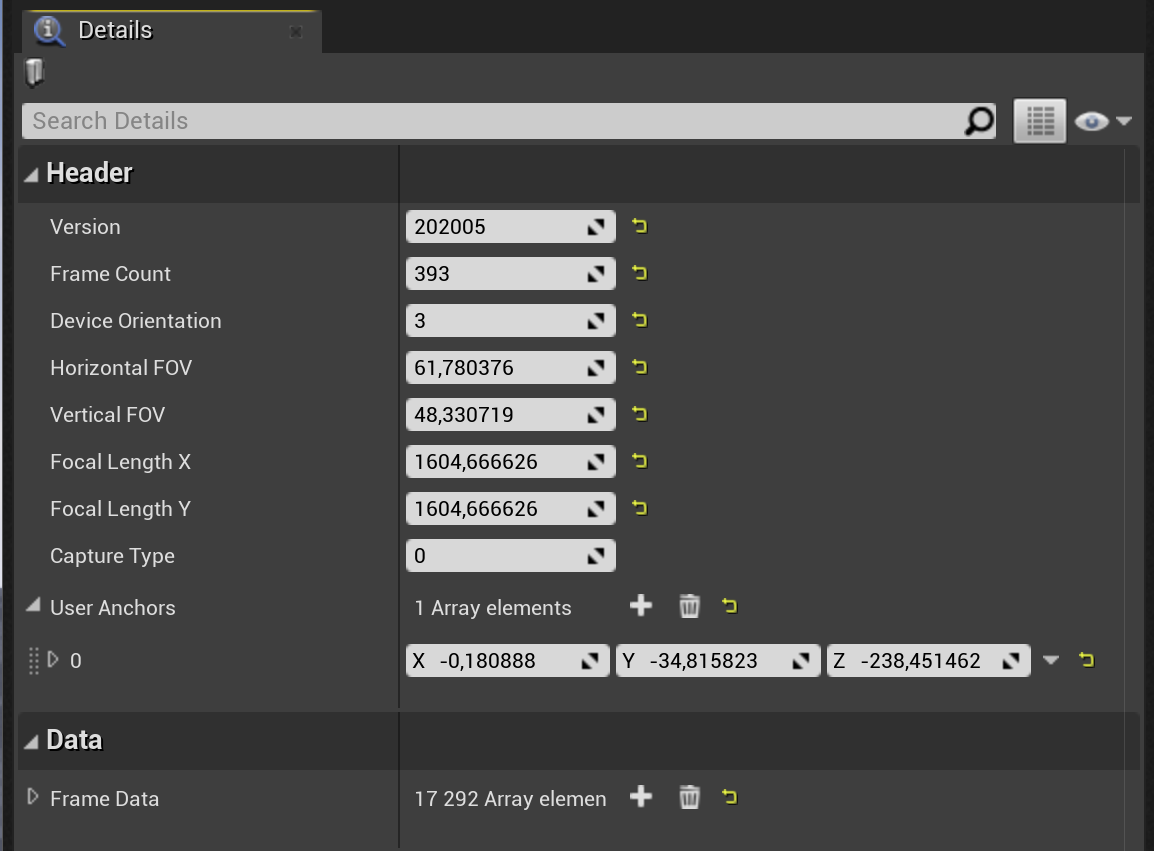 Details
Search Details
Header
Version 202005
Frame Count 393
Device Orientation 3
Horizontal FOV 61,780376
Vertical FOV 48,330719
Focal Length X 1604,666626
Focal Length Y 1604,666626
Capture Type 0
User Anchors 1 Array elements
0 X -0,180888 Y -34,815823 Z -238,451462
Data
Frame Data 17 292 Array elemen